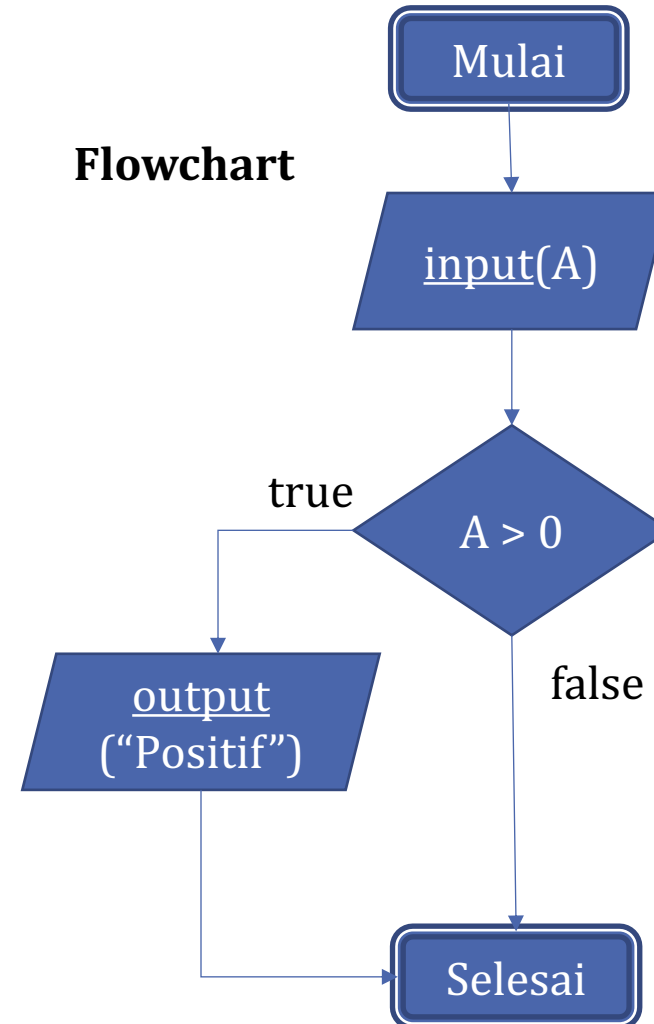 Mulai
Flowchart
input(A)
true
A > 0
false
output
(“Positif”)
Selesai